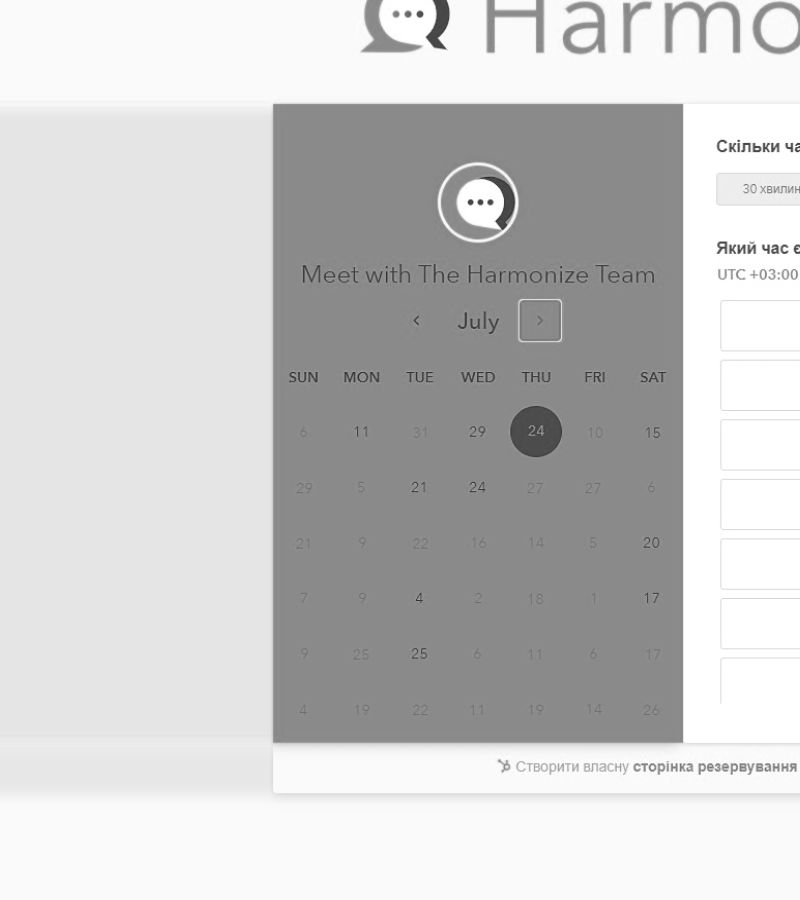 Harmo
Meet with The Harmonize Team
July
SUN MON TUE WED THU FRI SAT
6 11 31 29 24 10 15
29 5 21 24 27 27 6
21 9 22 16 14 5 20
7 9 4 2 18 1 17
9 25 25 6 11 6 17
4 19 22 11 19 14 26
Скільки ча
30 хвилин
Який час є
UTC +03:00
Створити власну сторінка резервування